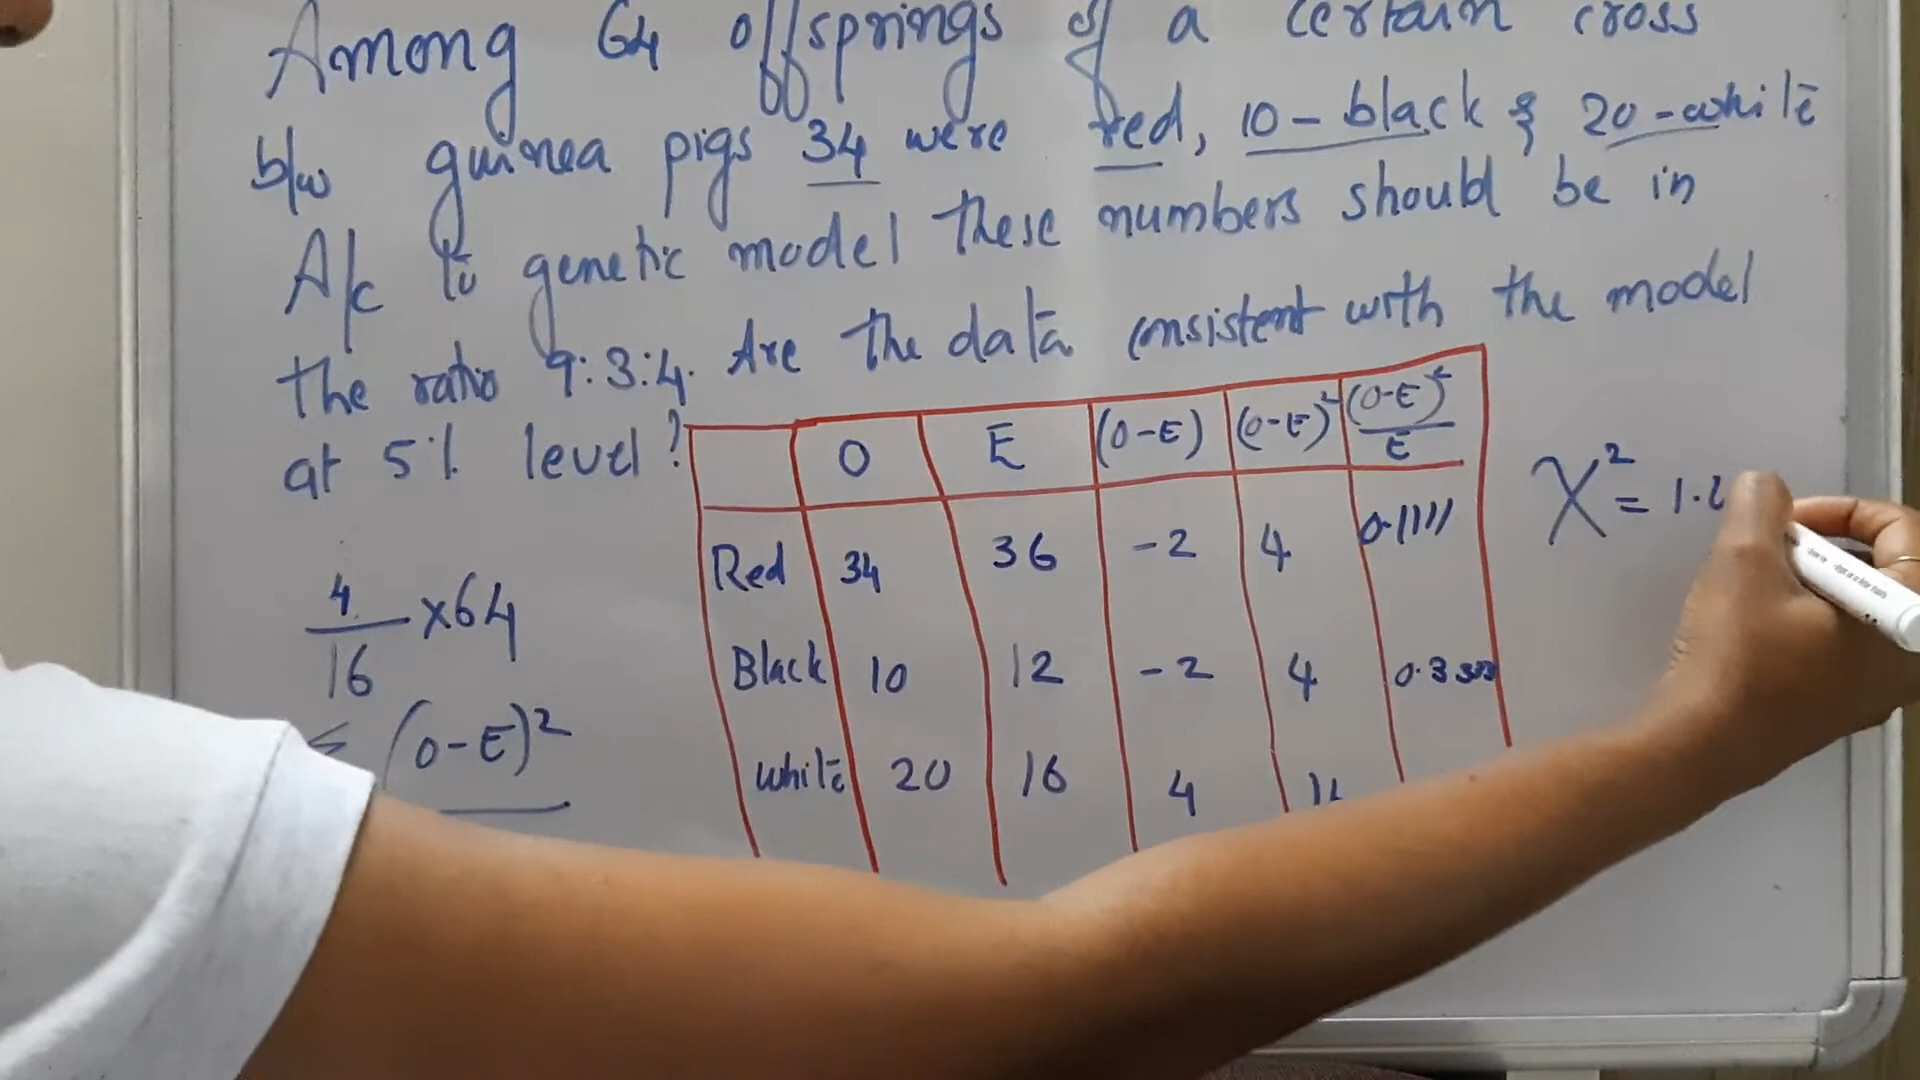 Among 64 offsprings of a certain cross
b/w guinea pigs 34 were red, 10-black & 20-white
A/c to genetic model these numbers should be in
the ratio 9:3:4. Are the data consistent with the model
at 5% level?
O E (O-E) (O-E)² (O-E)²/E
Red 34 36 -2 4 0.1111
Black 10 12 -2 4 0.3333
white 20 16 4
4/16 x64
(O-E)²
χ² = 1.